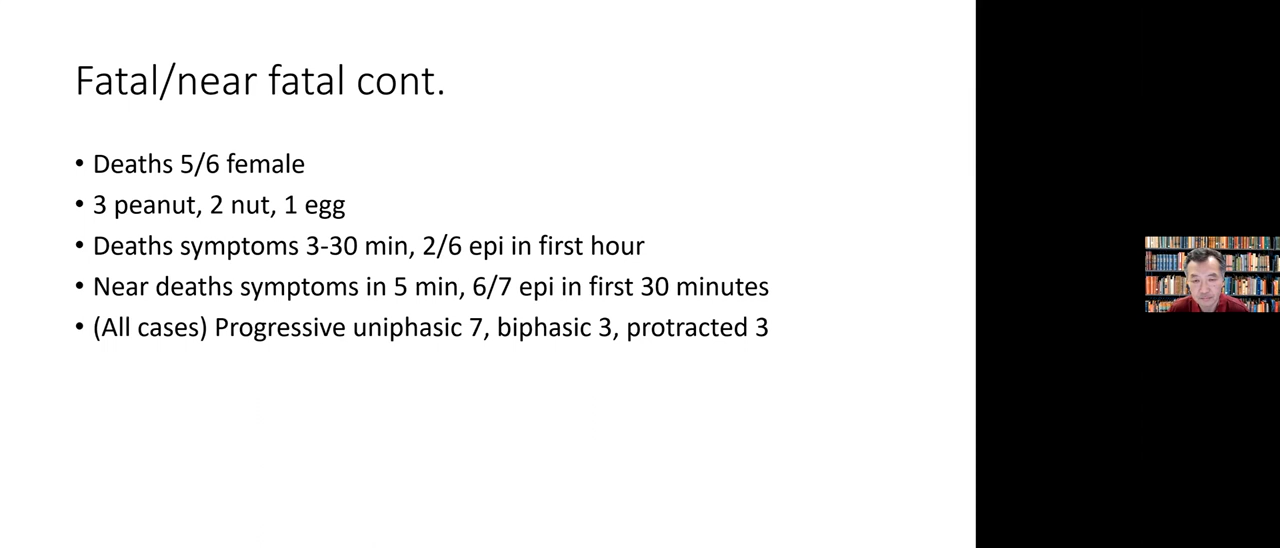 Fatal/near fatal cont.
• Deaths 5/6 female
• 3 peanut, 2 nut, 1 egg
• Deaths symptoms 3-30 min, 2/6 epi in first hour
• Near deaths symptoms in 5 min, 6/7 epi in first 30 minutes
• (All cases) Progressive uniphasic 7, biphasic 3, protracted 3